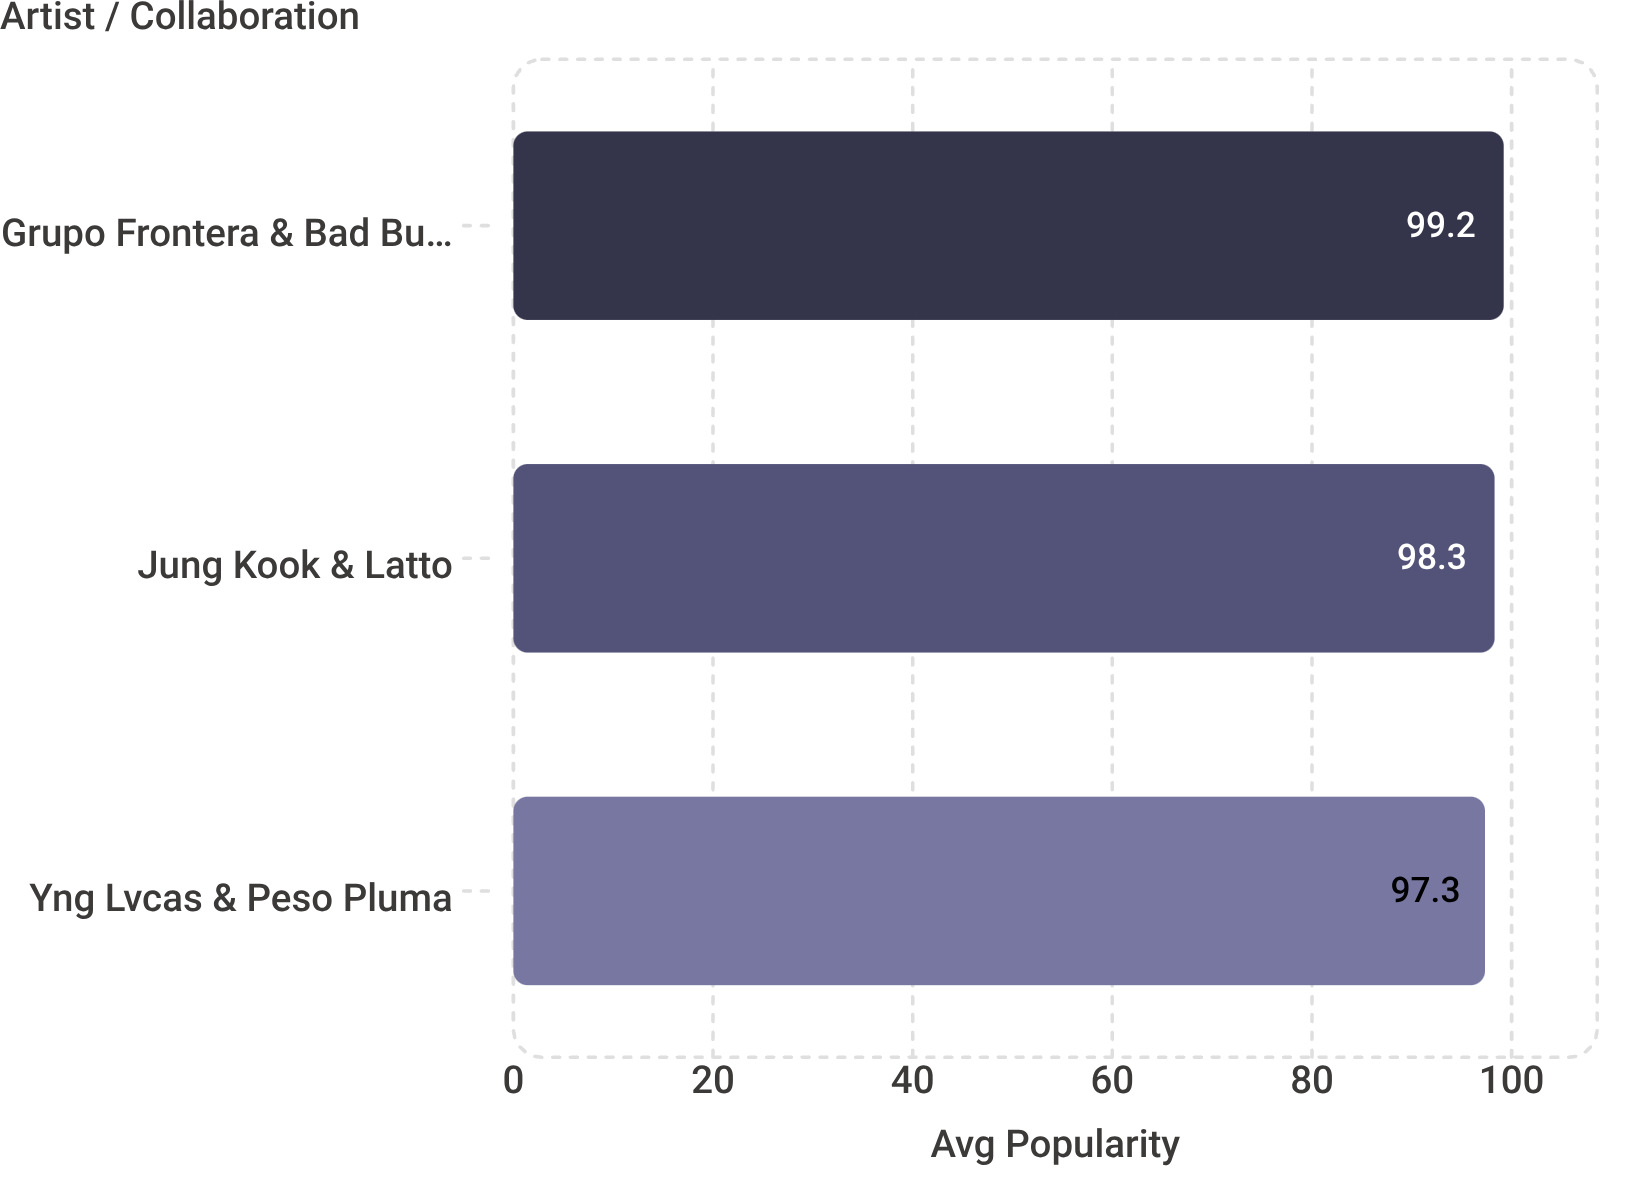 Artist / Collaboration
Grupo Frontera & Bad Bu...
99.2
Jung Kook & Latto
98.3
Yng Lvcas & Peso Pluma
97.3
0 20 40 60 80 100
Avg Popularity